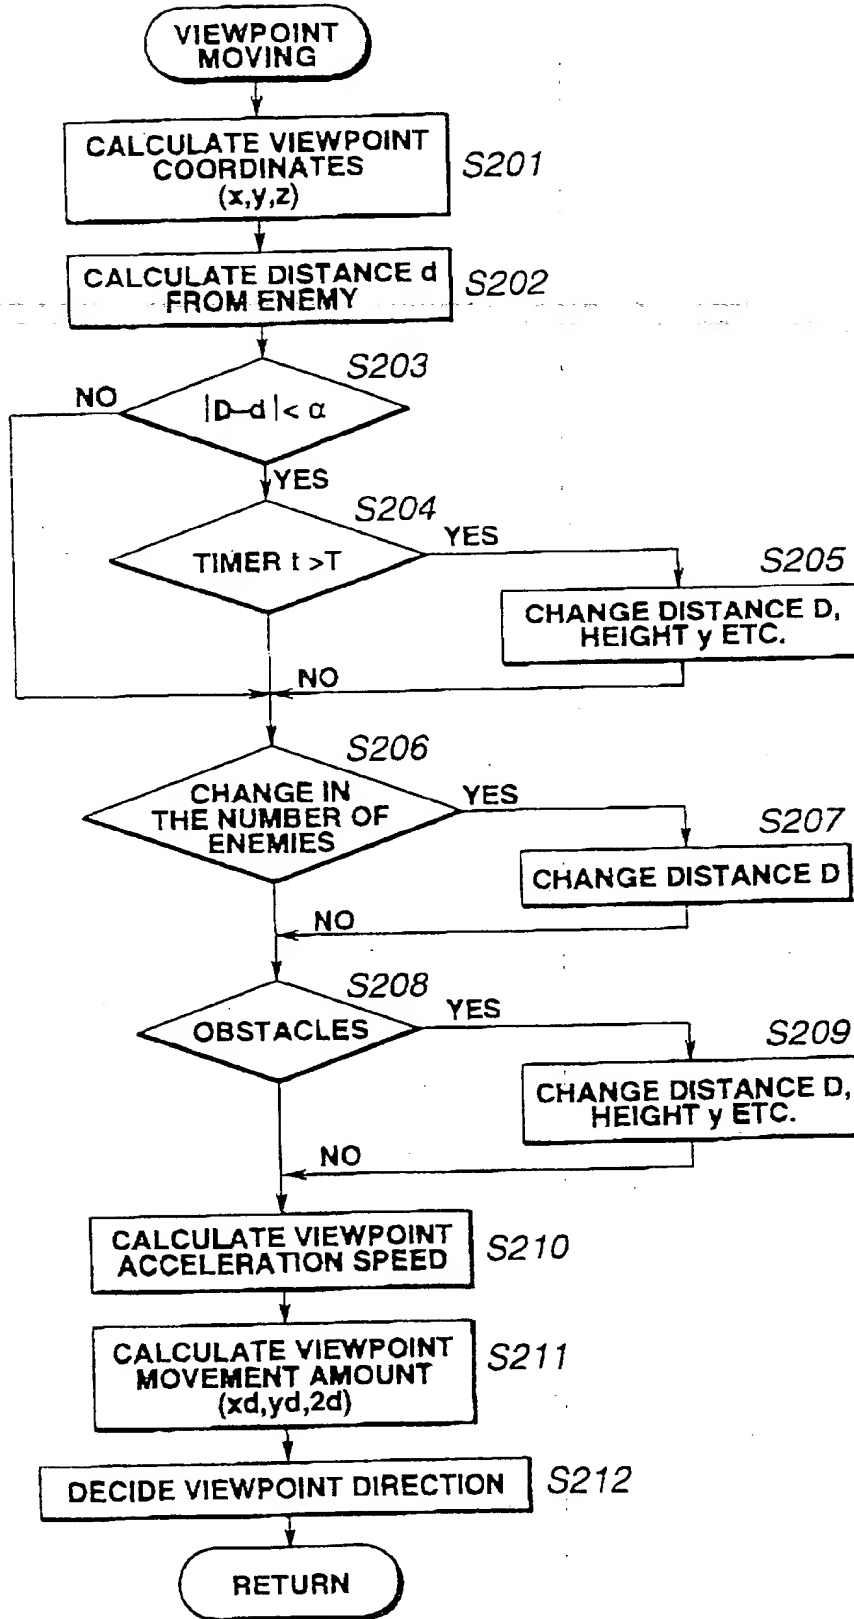 VIEWPOINT
MOVING
CALCULATE VIEWPOINT
COORDINATES
(x,y,z)
S201
CALCULATE DISTANCE d
FROM ENEMY
S202
S203
NO
|D–d|< α
YES
S204
TIMER t >T
YES
S205
CHANGE DISTANCE D,
HEIGHT y ETC.
NO
S206
CHANGE IN
THE NUMBER OF
ENEMIES
YES
S207
CHANGE DISTANCE D
NO
S208
OBSTACLES
YES
S209
CHANGE DISTANCE D,
HEIGHT y ETC.
NO
CALCULATE VIEWPOINT
ACCELERATION SPEED
S210
CALCULATE VIEWPOINT
MOVEMENT AMOUNT
(xd,yd,2d)
S211
DECIDE VIEWPOINT DIRECTION
S212
RETURN